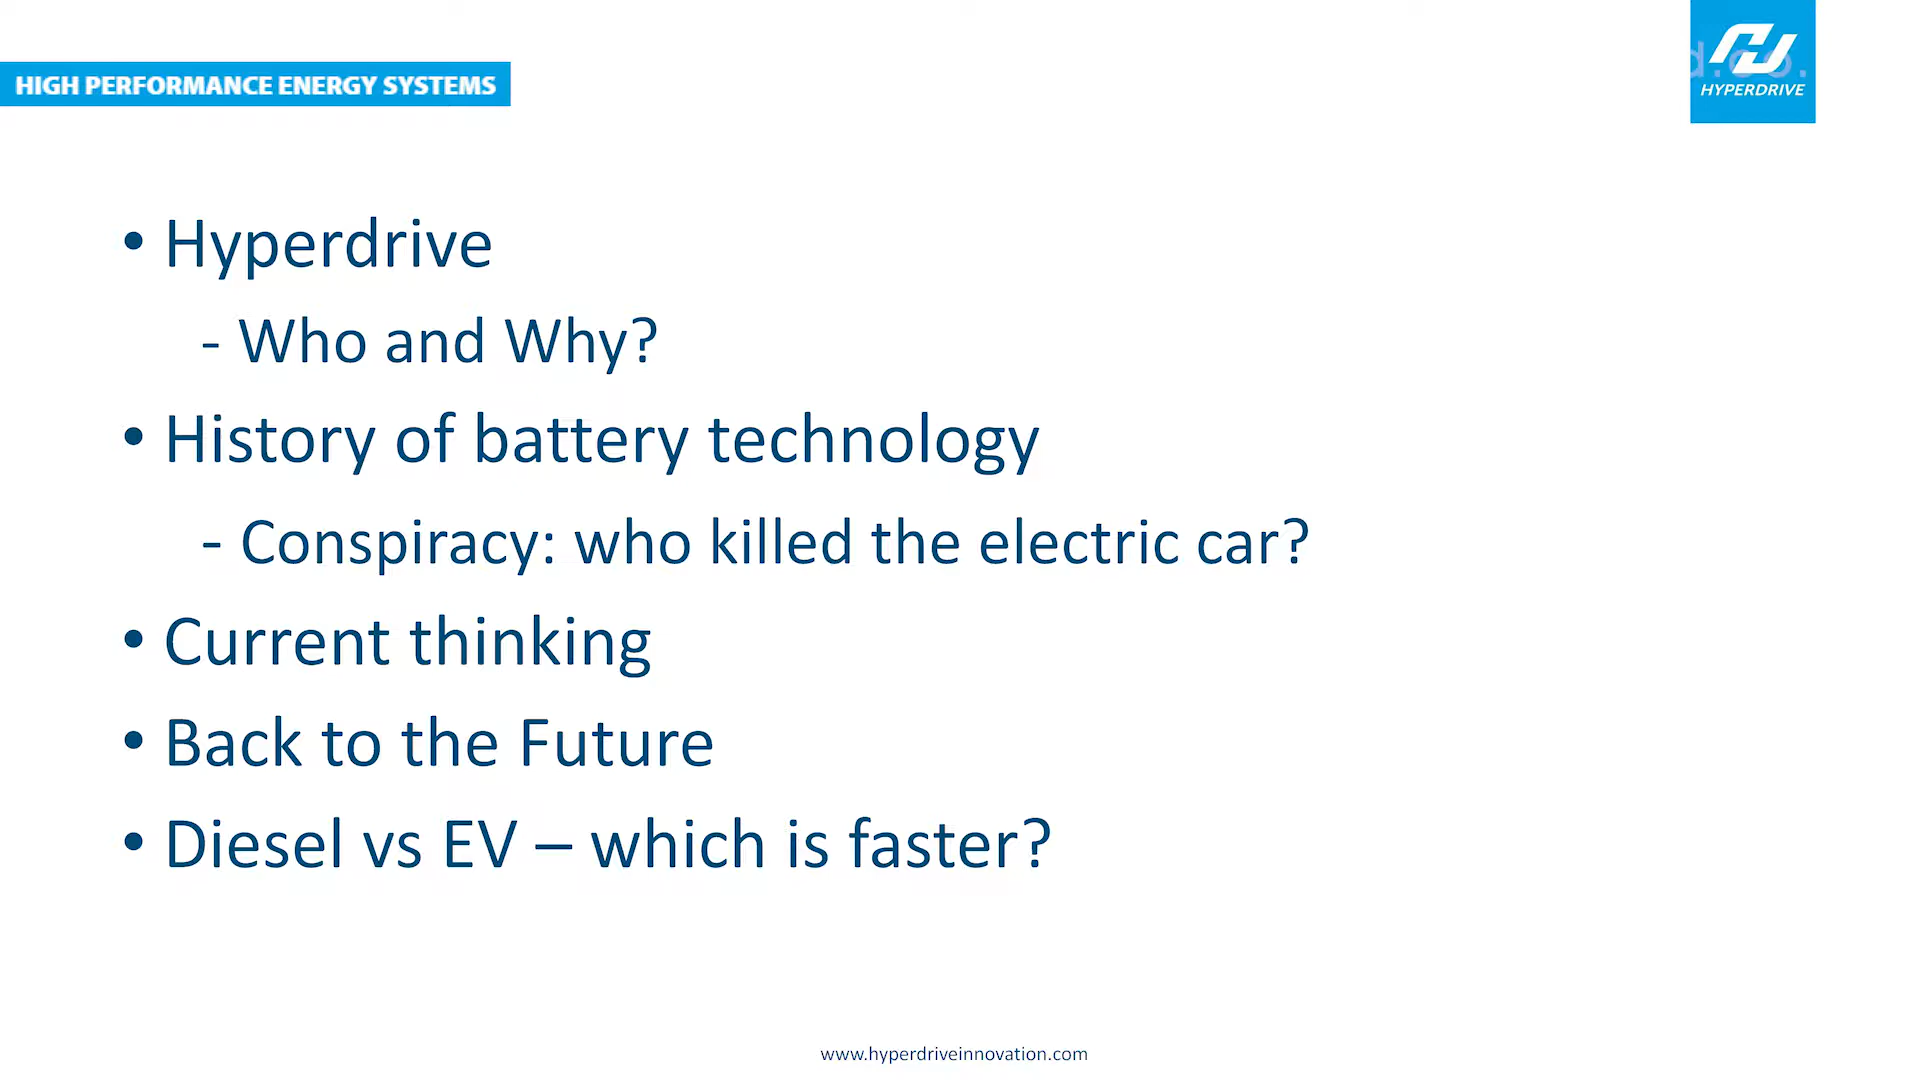 HIGH PERFORMANCE ENERGY SYSTEMS
HYPERDRIVE
• Hyperdrive
- Who and Why?
• History of battery technology
- Conspiracy: who killed the electric car?
• Current thinking
• Back to the Future
• Diesel vs EV – which is faster?
www.hyperdriveinnovation.com